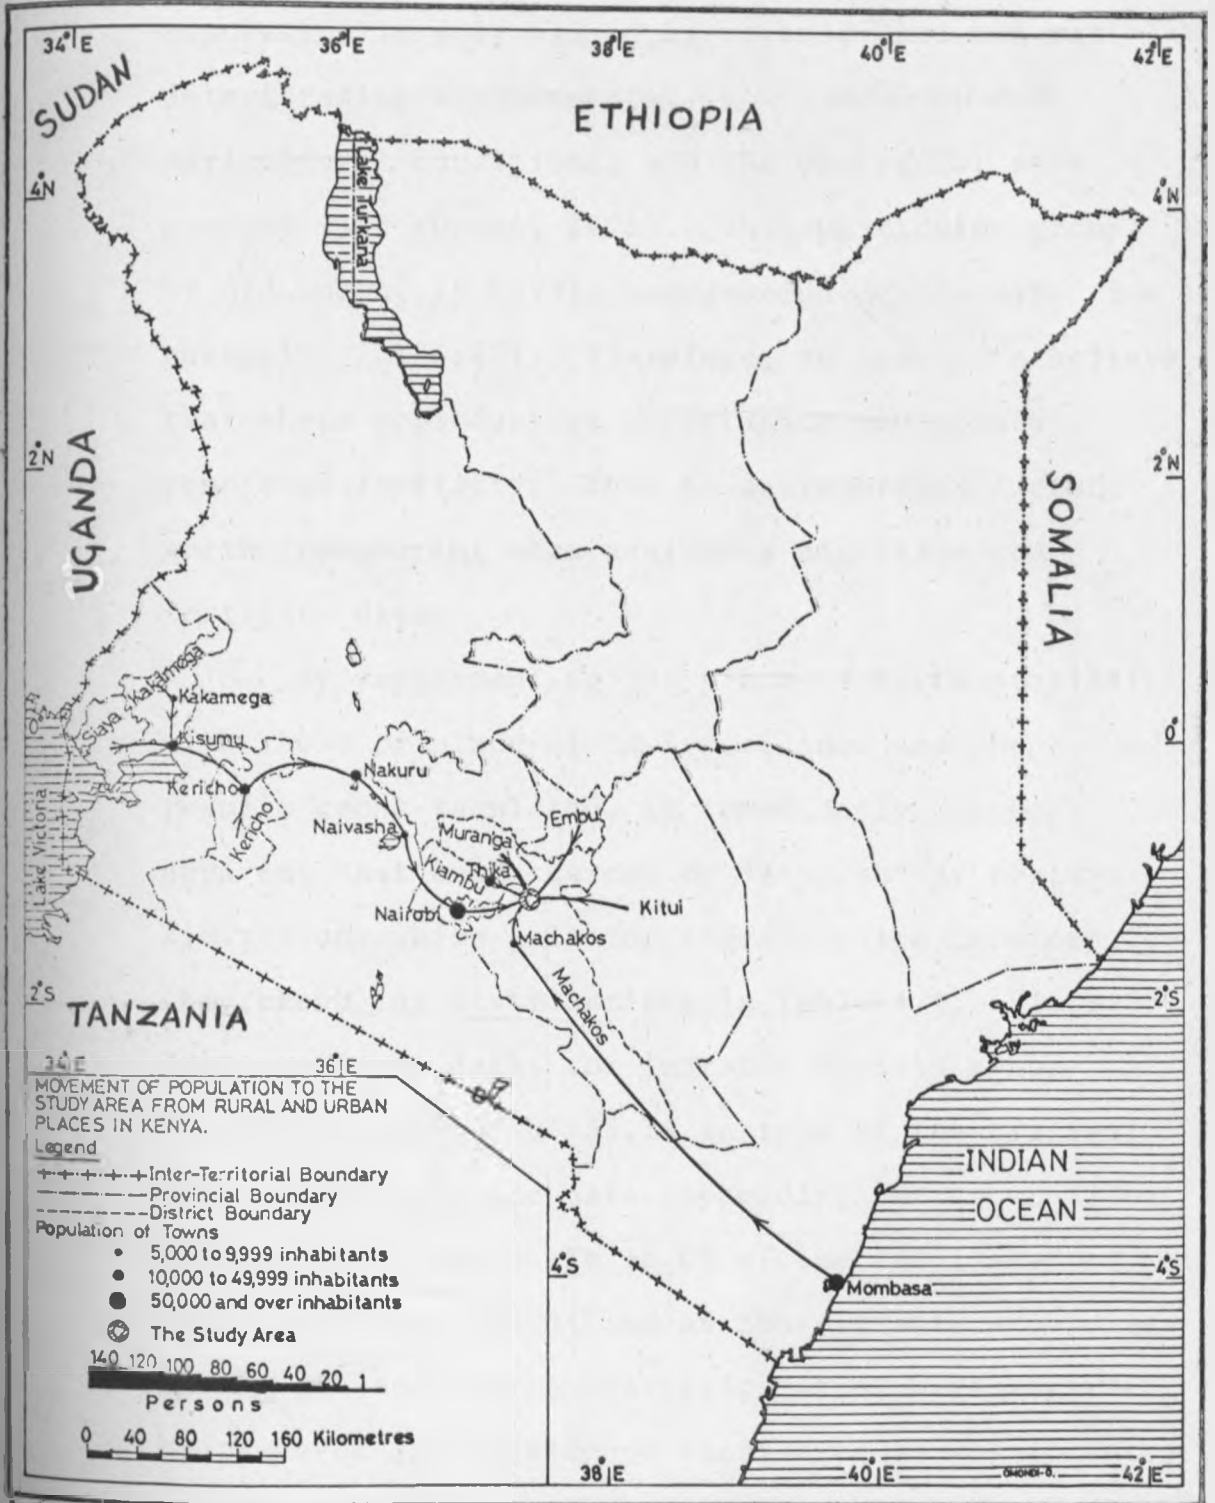 34°E
36°E
38°E
40°E
42°E
SUDAN
ETHIOPIA
Lake Turkana
4°N
4°N
UGANDA
2°N
2°N
SOMALIA
Kakamega
Kakamega
Siaya
Kisumu
0°
0°
Kericho
Kericho
Nakuru
Naivasha
Muranga
Embu
Kiambu
Thika
Lake Victoria
Nairobi
Kitui
Machakos
Machakos
2°S
2°S
TANZANIA
34°E
36°E
MOVEMENT OF POPULATION TO THE
STUDY AREA FROM RURAL AND URBAN
PLACES IN KENYA.
Legend
Inter-Territorial Boundary
Provincial Boundary
District Boundary
Population of Towns
5,000 to 9,999 inhabitants
10,000 to 49,999 inhabitants
50,000 and over inhabitants
The Study Area
140 120 100 80 60 40 20 1
Persons
0 40 80 120 160 Kilometres
INDIAN
OCEAN
4°S
4°S
Mombasa
38°E
40°E
42°E
OMONDI-O.